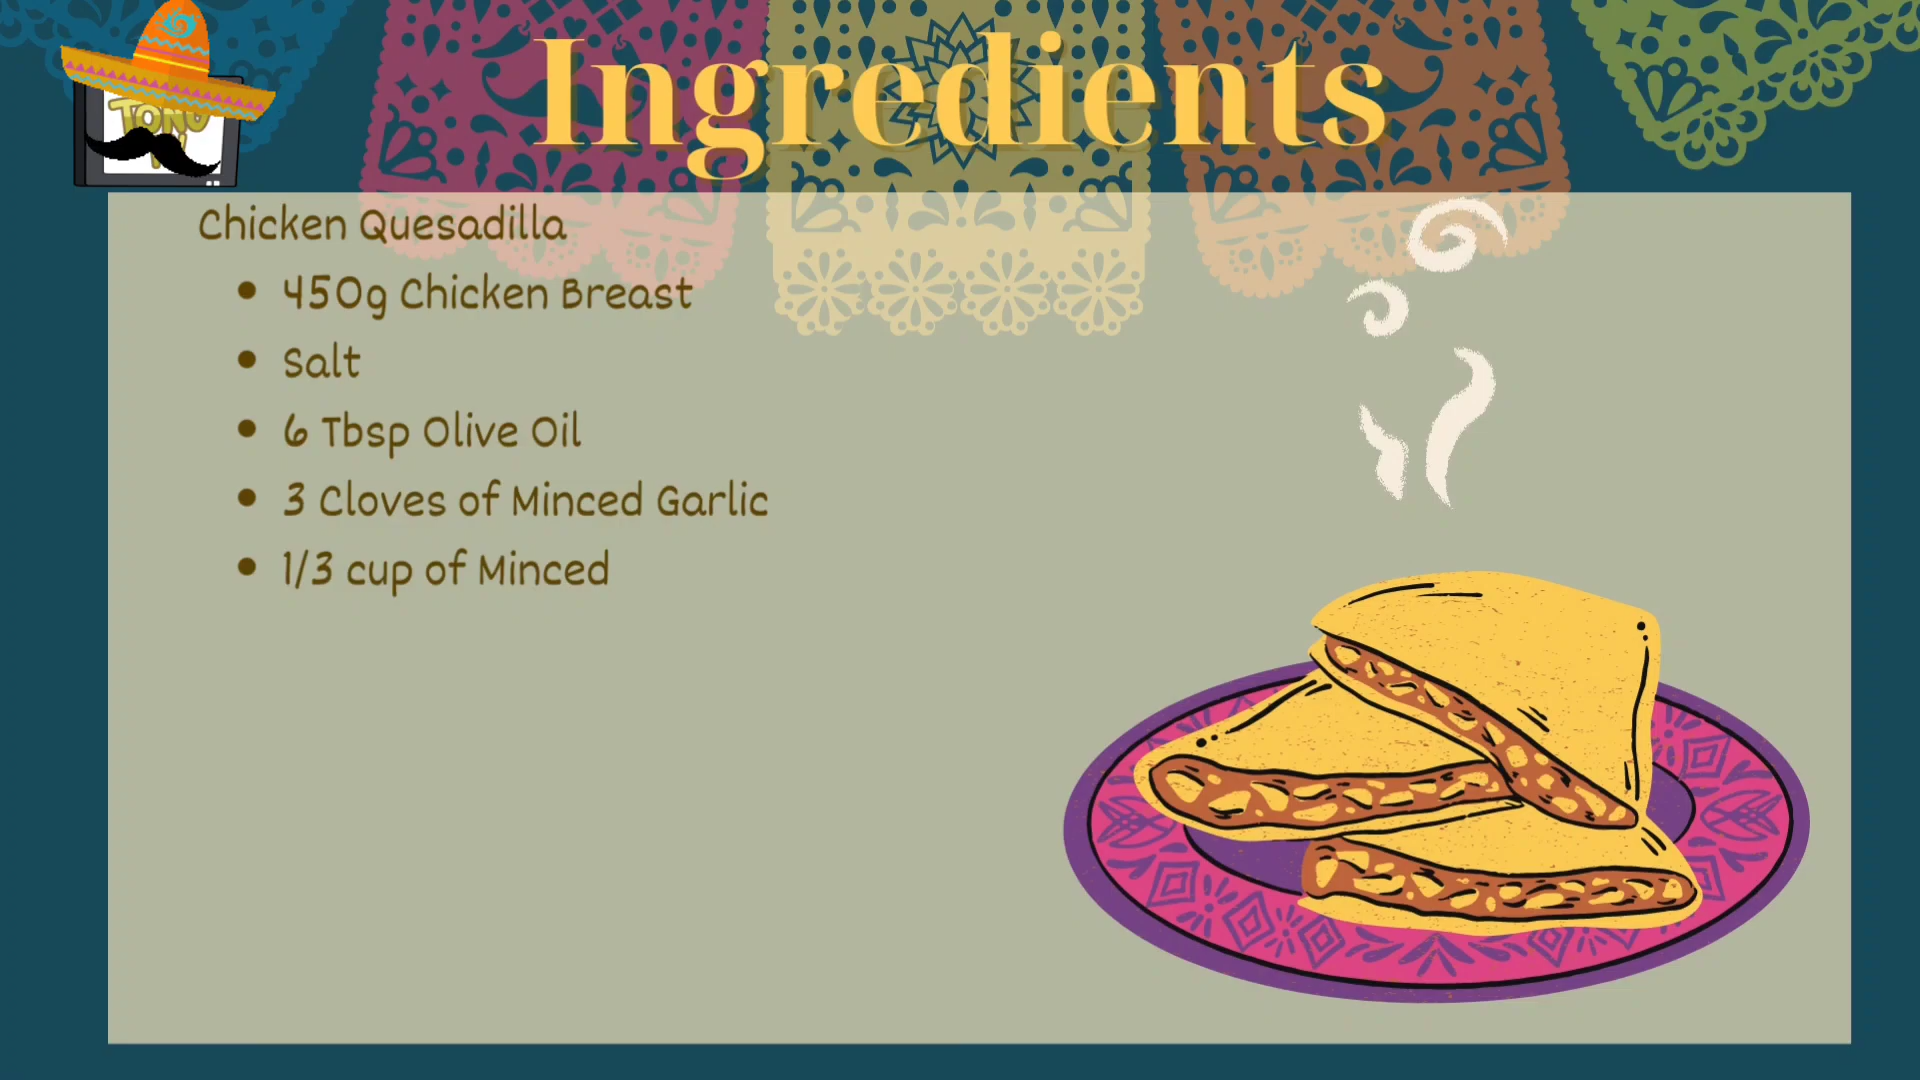 Ingredients
TONO
Chicken Quesadilla
• 450g Chicken Breast
• Salt
• 6 Tbsp Olive Oil
• 3 Cloves of Minced Garlic
• 1/3 cup of Minced